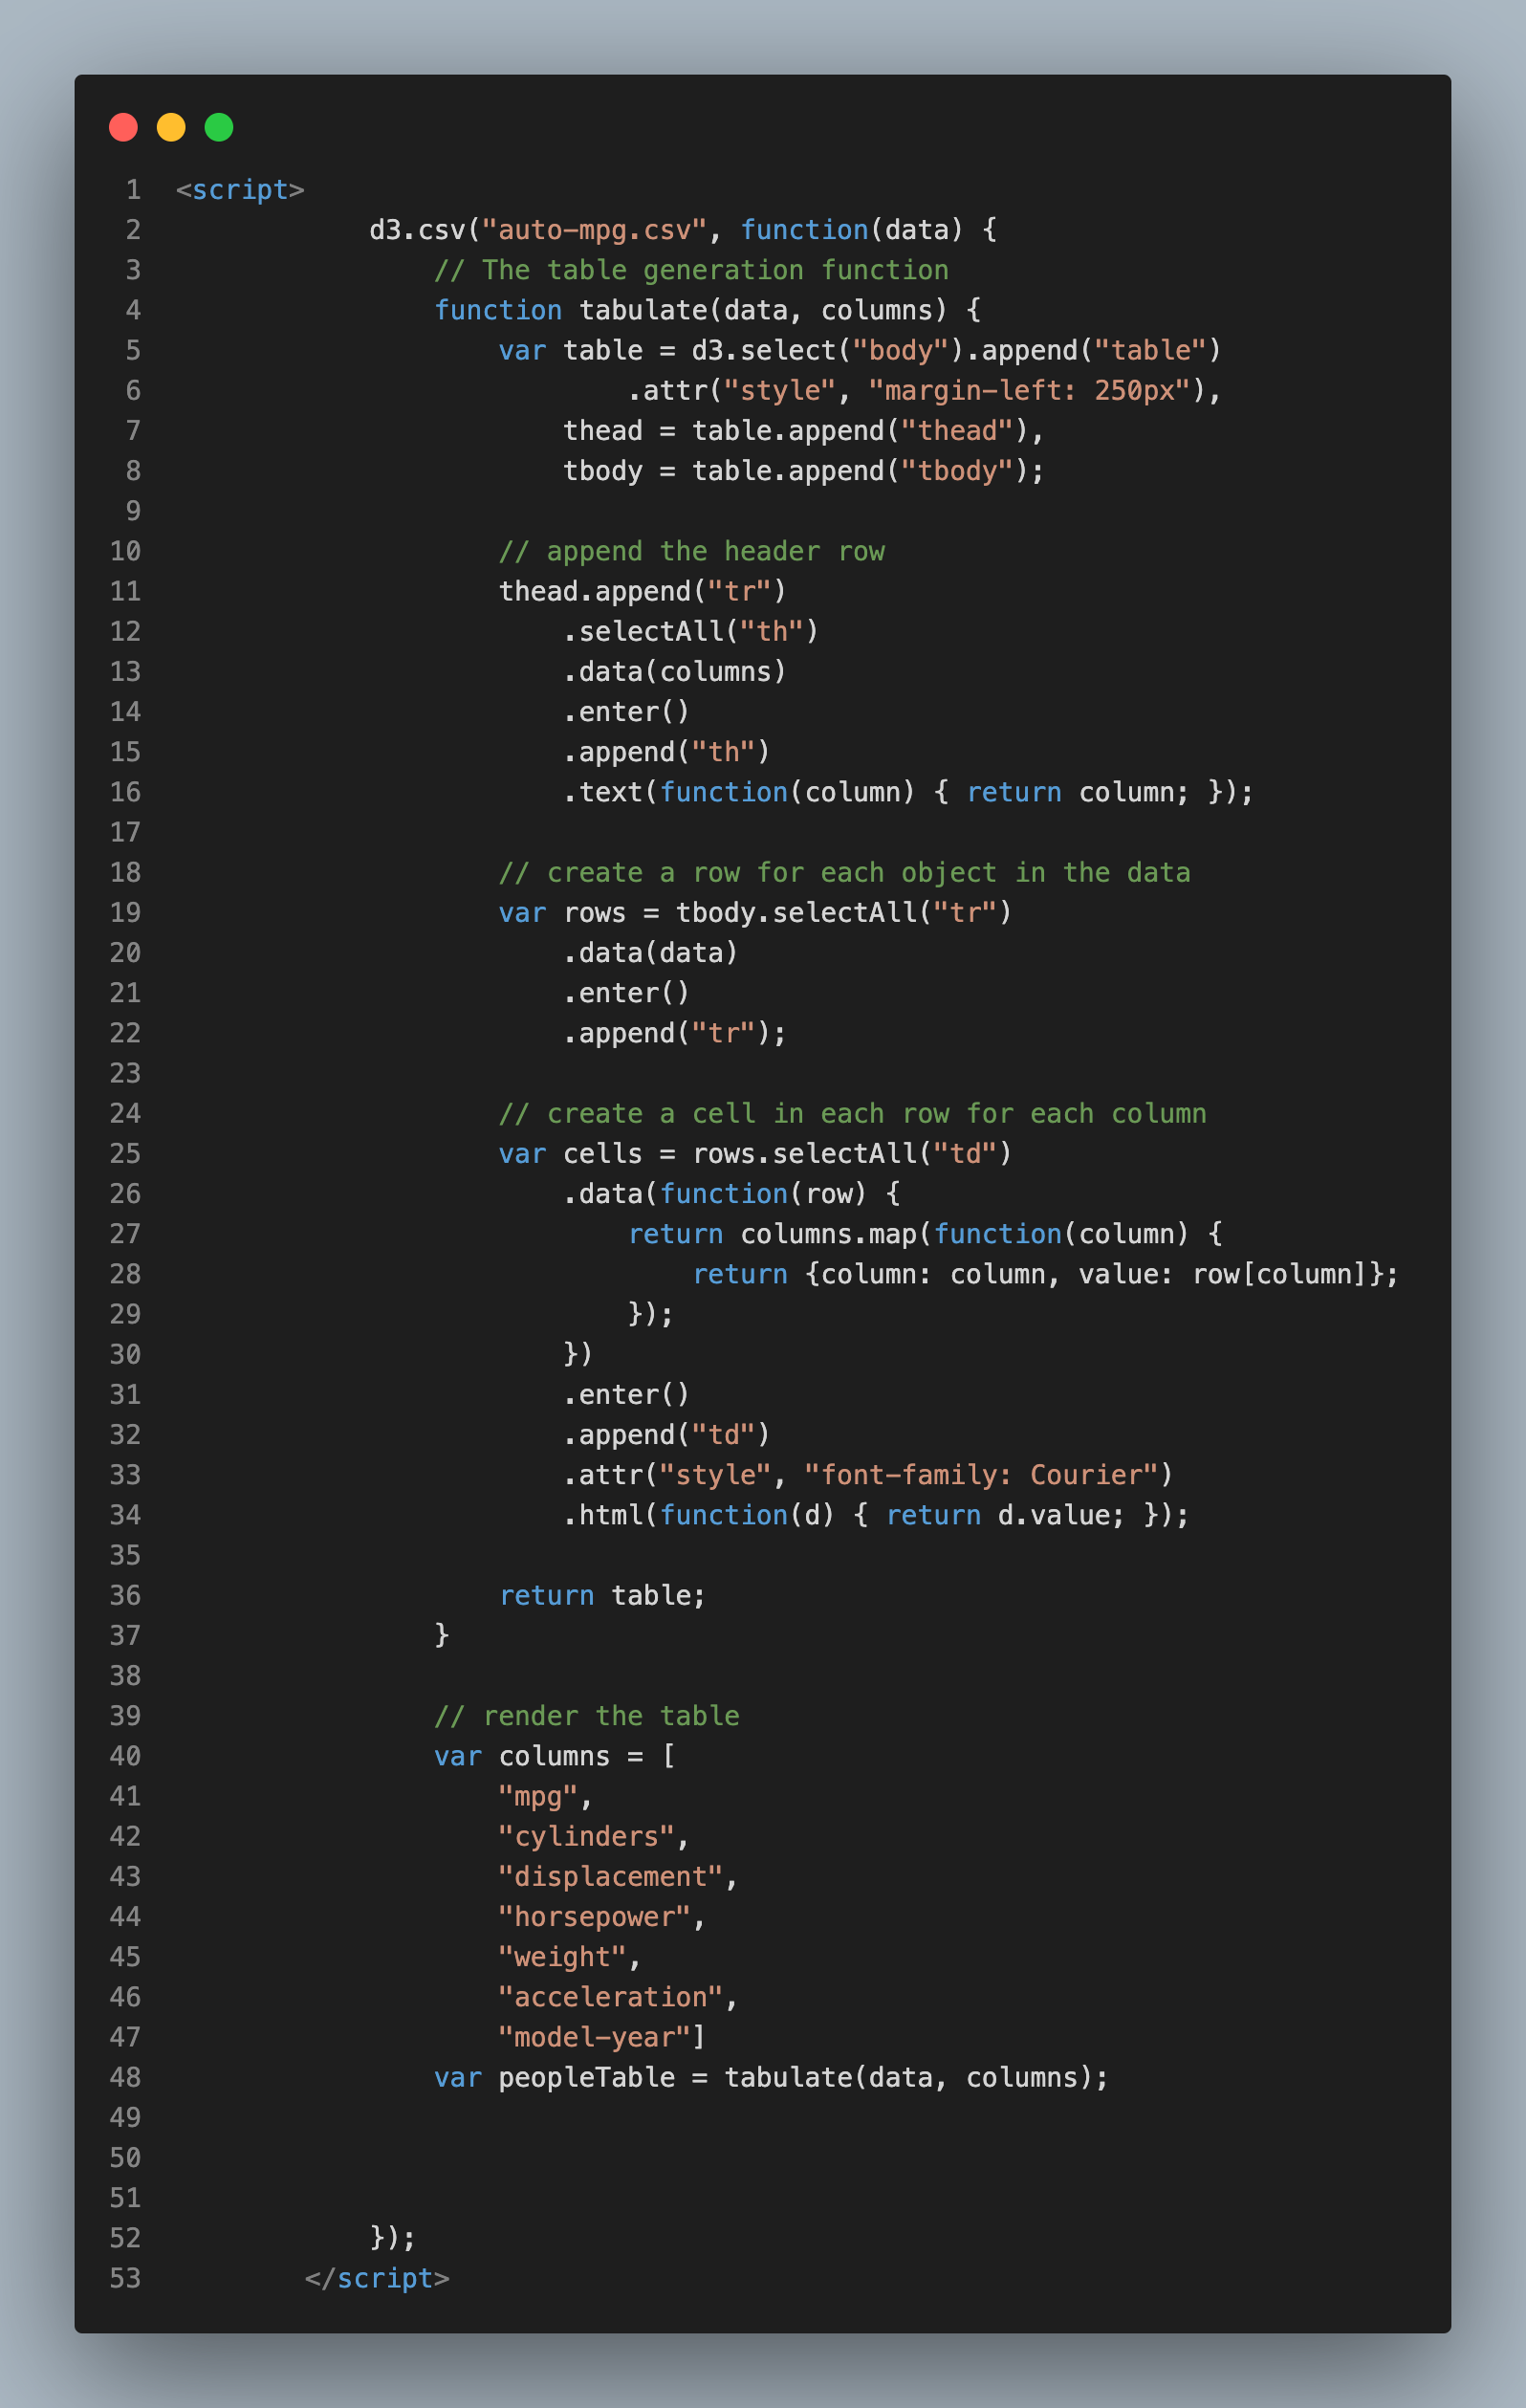 1 <script>
2 d3.csv("auto-mpg.csv", function(data) {
3 // The table generation function
4 function tabulate(data, columns) {
5 var table = d3.select("body").append("table")
6 .attr("style", "margin-left: 250px"),
7 thead = table.append("thead"),
8 tbody = table.append("tbody");
9
10 // append the header row
11 thead.append("tr")
12 .selectAll("th")
13 .data(columns)
14 .enter()
15 .append("th")
16 .text(function(column) { return column; });
17
18 // create a row for each object in the data
19 var rows = tbody.selectAll("tr")
20 .data(data)
21 .enter()
22 .append("tr");
23
24 // create a cell in each row for each column
25 var cells = rows.selectAll("td")
26 .data(function(row) {
27 return columns.map(function(column) {
28 return {column: column, value: row[column]};
29 });
30 })
31 .enter()
32 .append("td")
33 .attr("style", "font-family: Courier")
34 .html(function(d) { return d.value; });
35
36 return table;
37 }
38
39 // render the table
40 var columns = [
41 "mpg",
42 "cylinders",
43 "displacement",
44 "horsepower",
45 "weight",
46 "acceleration",
47 "model-year"]
48 var peopleTable = tabulate(data, columns);
49
50
51
52 });
53 </script>